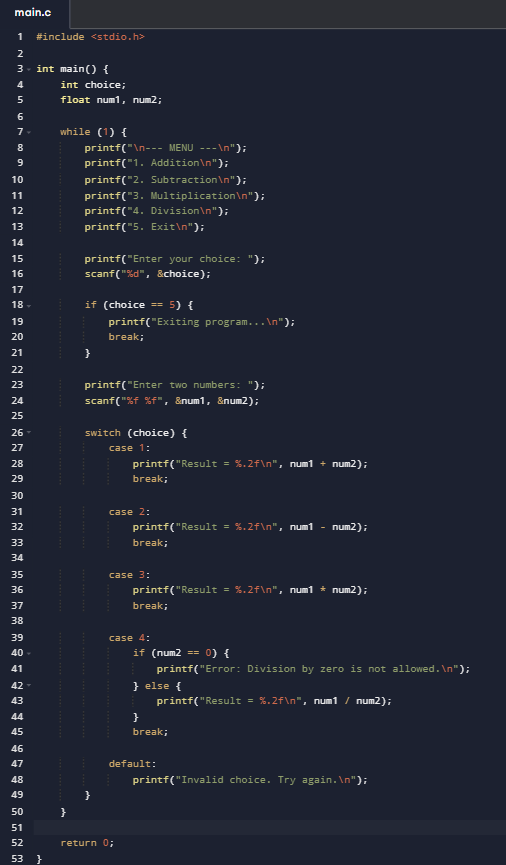 main.c
1 #include <stdio.h>
2
3 int main() {
4     int choice;
5     float num1, num2;
6
7     while (1) {
8         printf("\n--- MENU ---\n");
9         printf("1. Addition\n");
10         printf("2. Subtraction\n");
11         printf("3. Multiplication\n");
12         printf("4. Division\n");
13         printf("5. Exit\n");
14
15         printf("Enter your choice: ");
16         scanf("%d", &choice);
17
18         if (choice == 5) {
19             printf("Exiting program...\n");
20             break;
21         }
22
23         printf("Enter two numbers: ");
24         scanf("%f %f", &num1, &num2);
25
26         switch (choice) {
27             case 1:
28                 printf("Result = %.2f\n", num1 + num2);
29                 break;
30
31             case 2:
32                 printf("Result = %.2f\n", num1 - num2);
33                 break;
34
35             case 3:
36                 printf("Result = %.2f\n", num1 * num2);
37                 break;
38
39             case 4:
40                 if (num2 == 0) {
41                     printf("Error: Division by zero is not allowed.\n");
42                 } else {
43                     printf("Result = %.2f\n", num1 / num2);
44                 }
45                 break;
46
47             default:
48                 printf("Invalid choice. Try again.\n");
49         }
50     }
51
52     return 0;
53 }